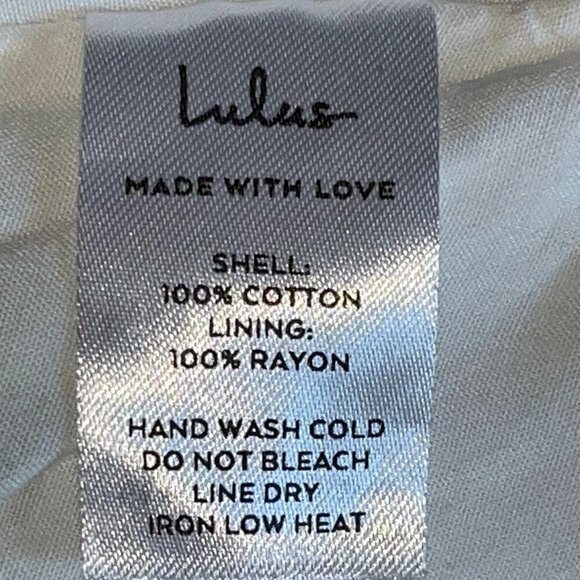 Lulus
MADE WITH LOVE
SHELL:
100% COTTON
LINING:
100% RAYON
HAND WASH COLD
DO NOT BLEACH
LINE DRY
IRON LOW HEAT